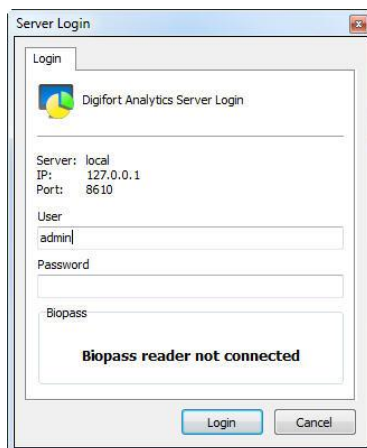 Server Login
Login
Digifort Analytics Server Login
Server: local
IP: 127.0.0.1
Port: 8610
User
admin
Password
Biopass
Biopass reader not connected
Login Cancel